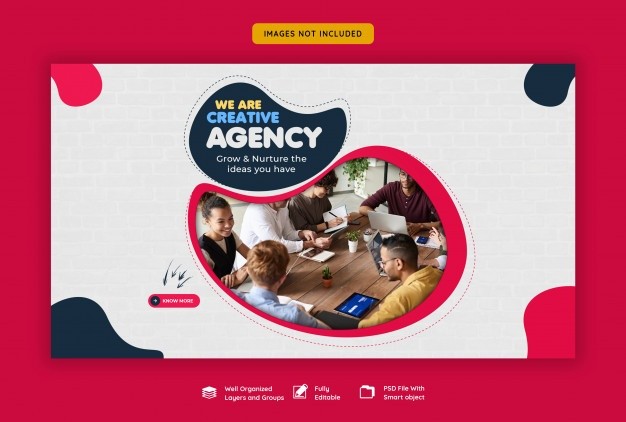 IMAGES NOT INCLUDED
WE ARE
CREATIVE
AGENCY
Grow & Nurture the
ideas you have
KNOW MORE
Well Organized
Layers and Groups
Fully
Editable
PSD File With
Smart object